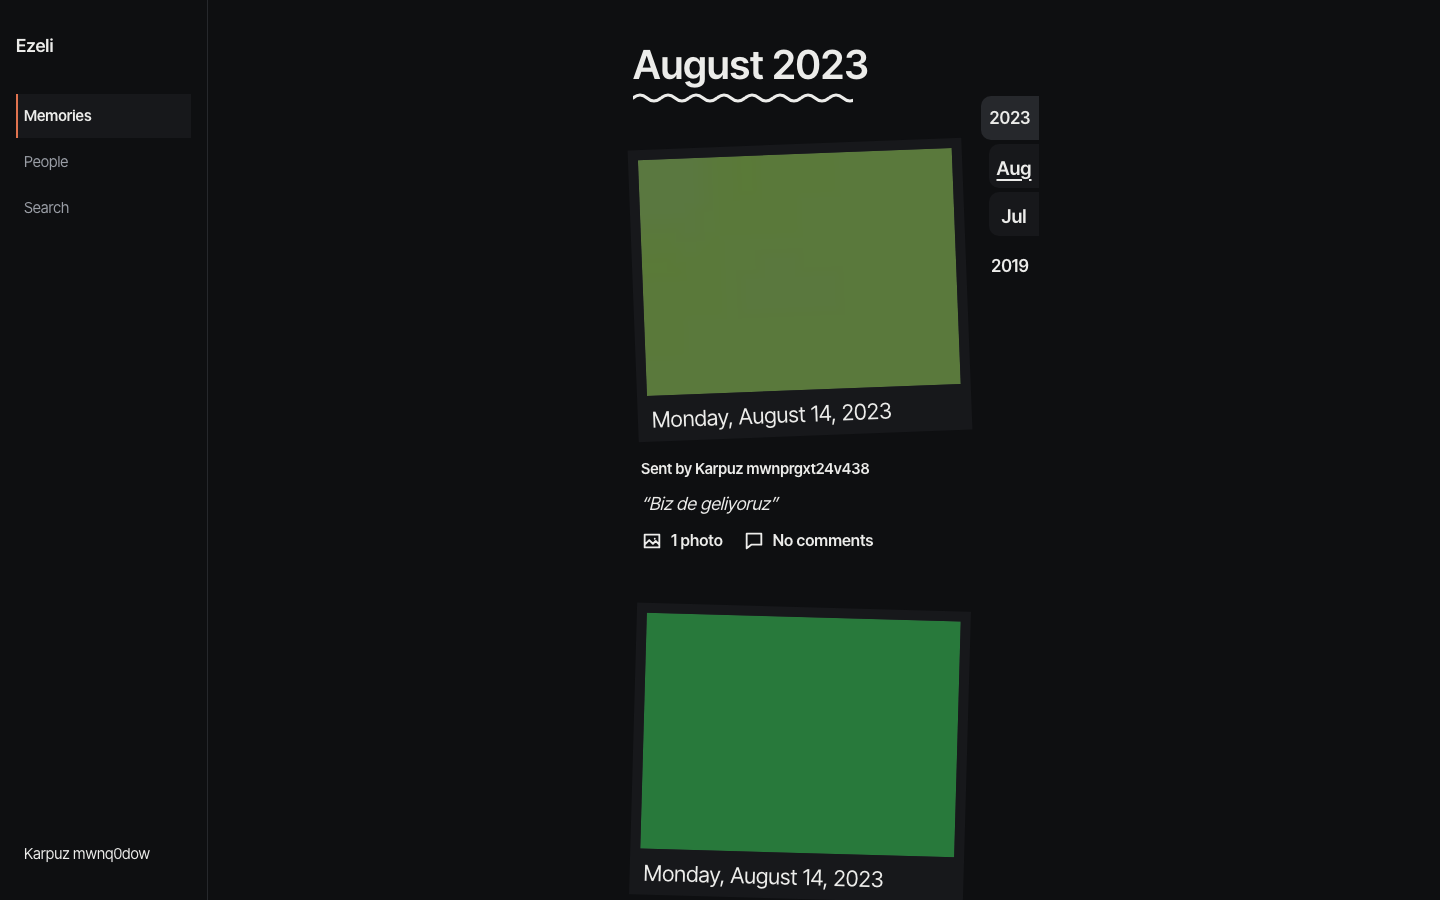 Ezeli
Memories
People
Search
Karpuz mwnq0dow
August 2023
2023
Aug
Jul
2019
Monday, August 14, 2023
Sent by Karpuz mwnprgxt24v438
“Biz de geliyoruz”
1 photo
No comments
Monday, August 14, 2023